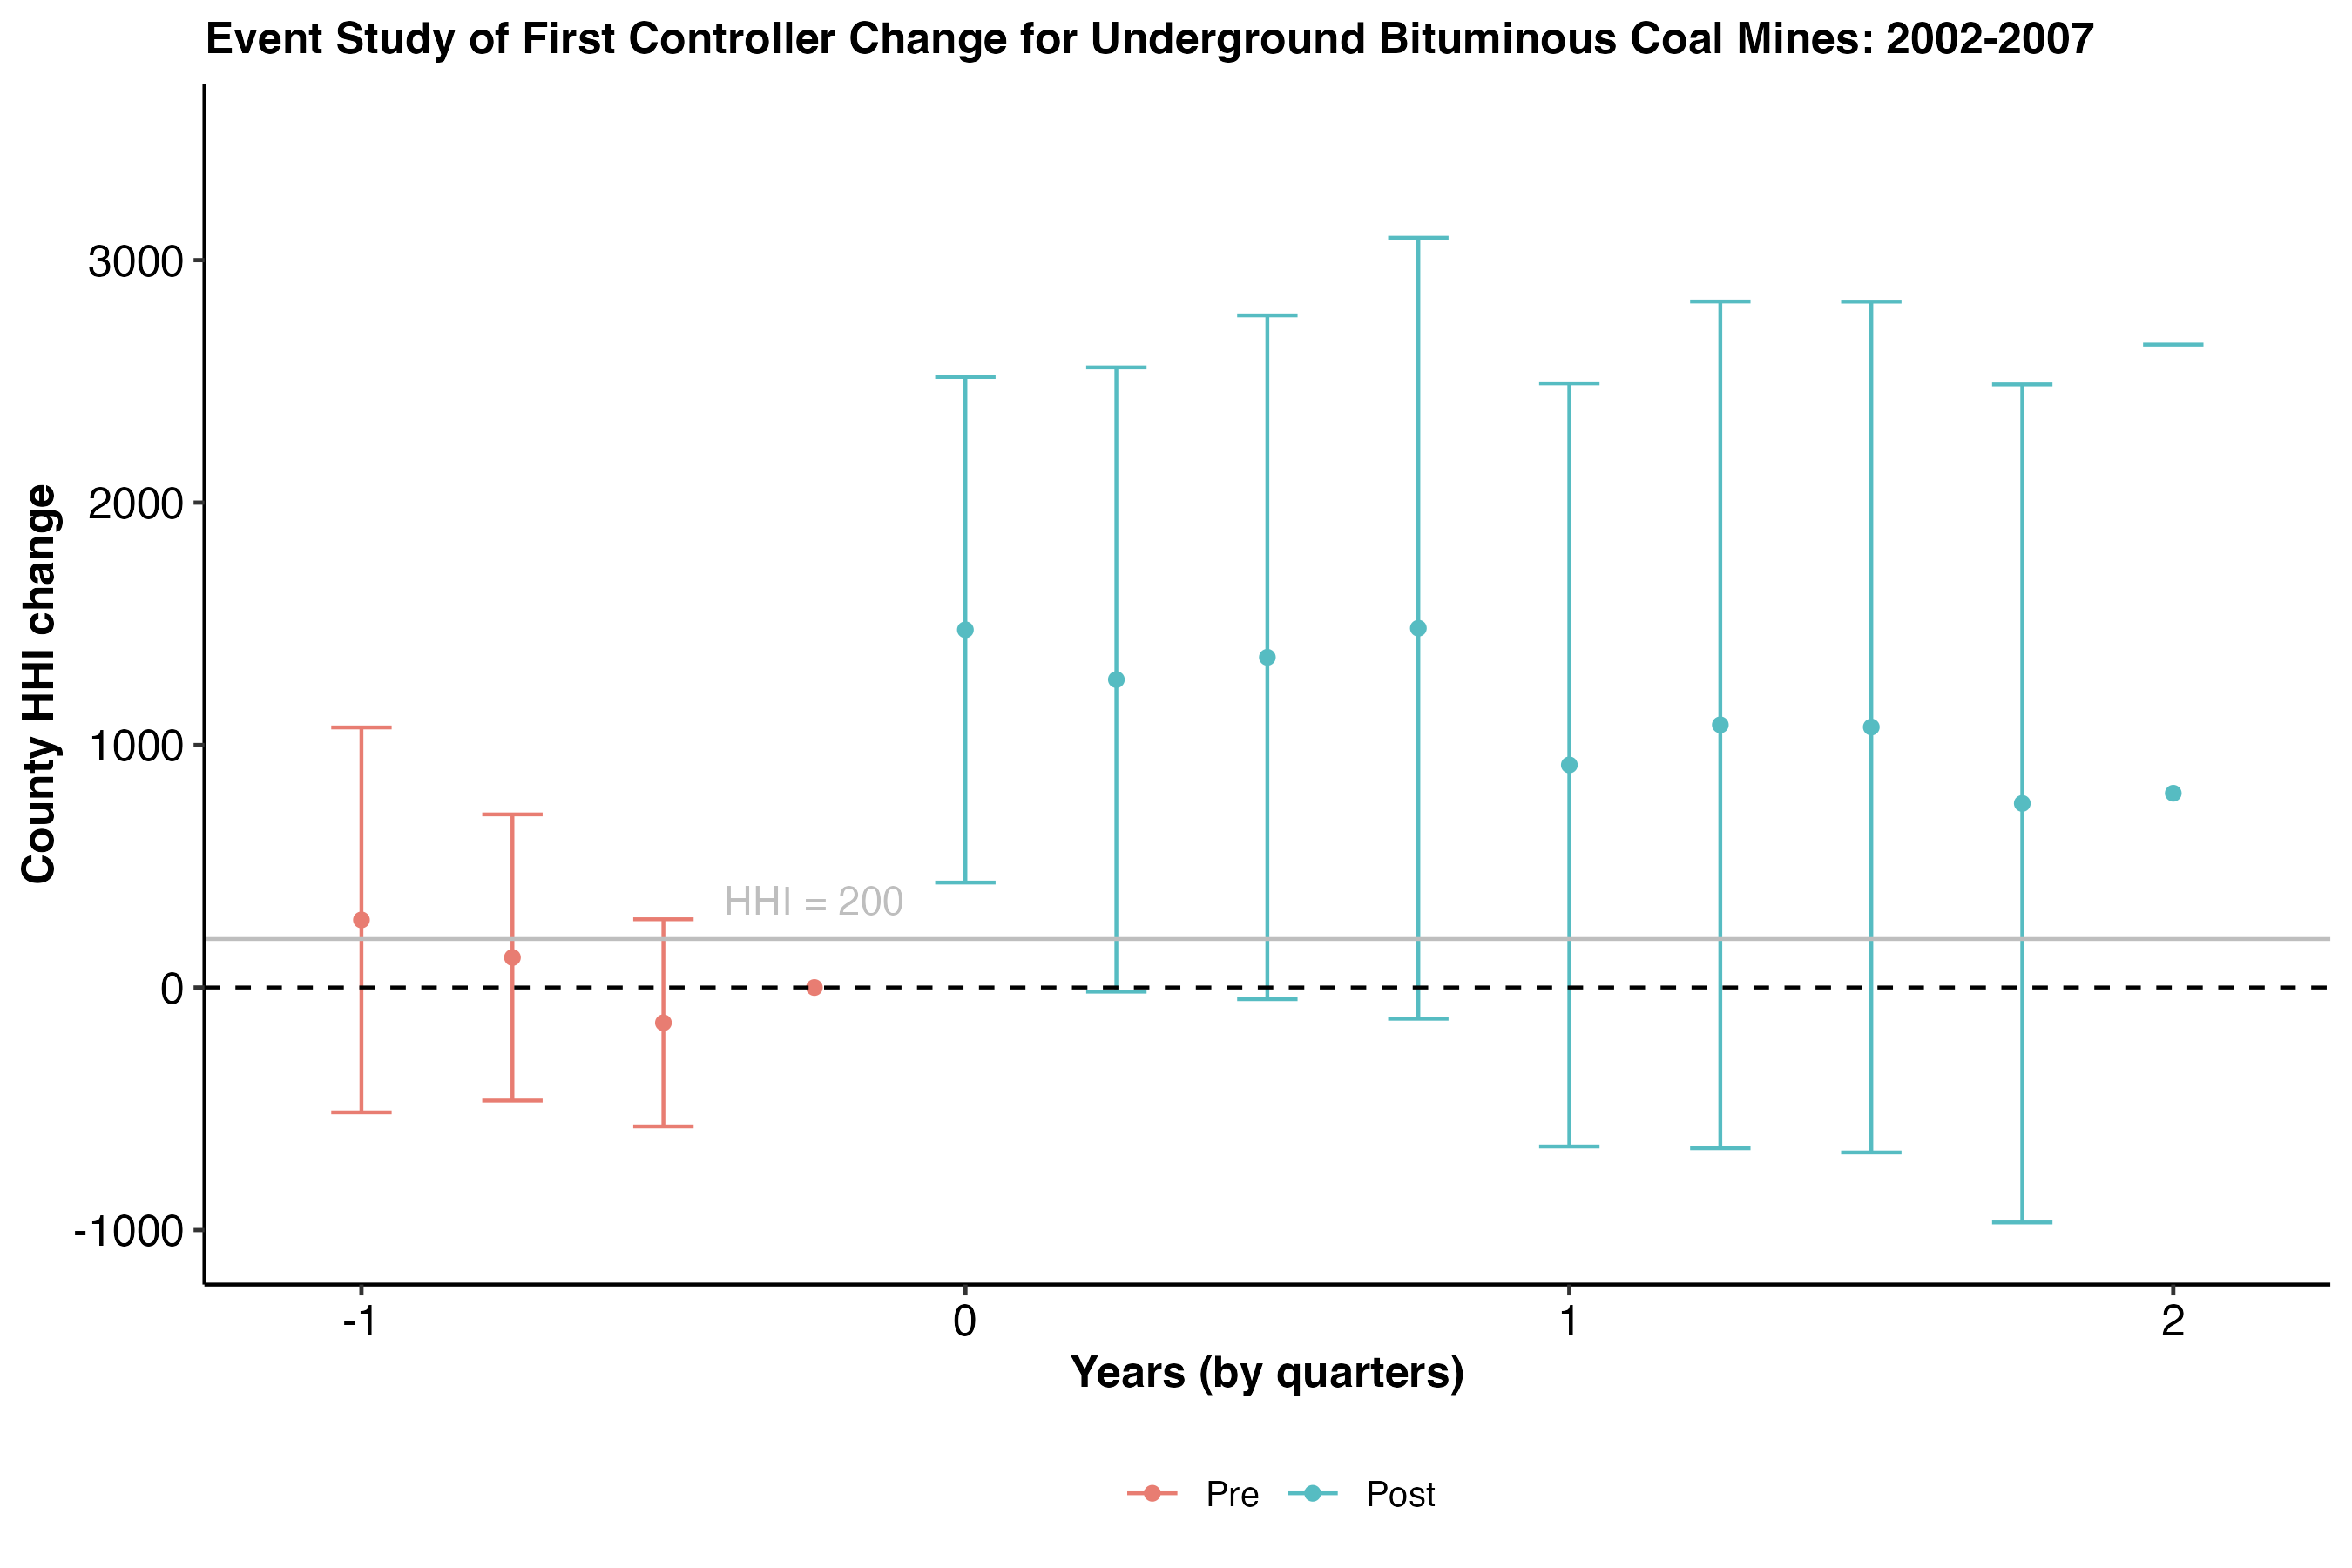 Event Study of First Controller Change for Underground Bituminous Coal Mines: 2002-2007
County HHI change
3000
2000
1000
0
-1000
HHI = 200
-1
0
1
2
Years (by quarters)
Pre
Post